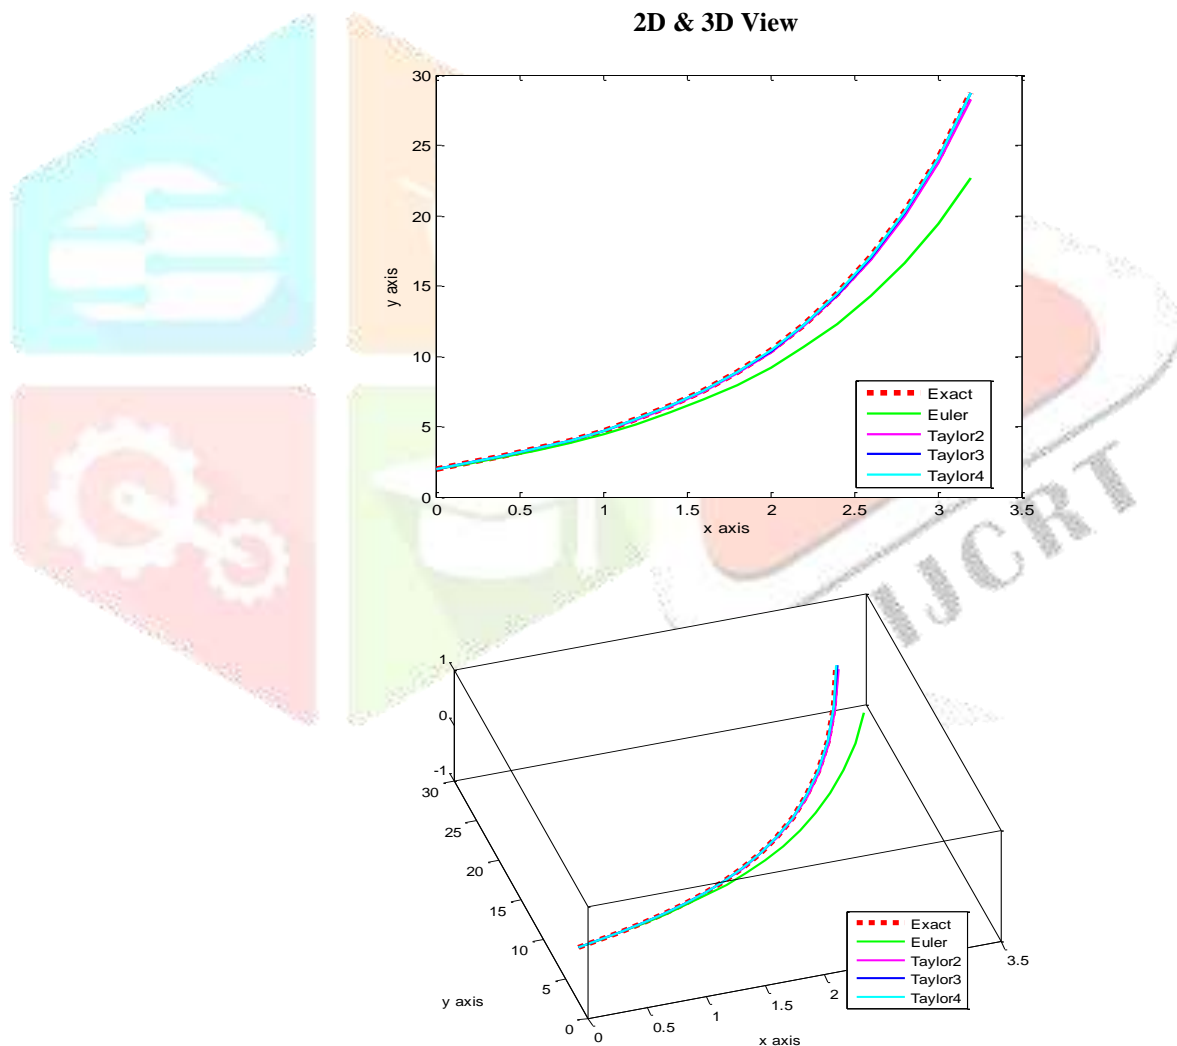 2D & 3D View
30
25
20
15
10
5
0
y axis
0 0.5 1 1.5 2 2.5 3 3.5
x axis
Exact
Euler
Taylor2
Taylor3
Taylor4
IJCRT
1
0
-1
30
25
20
15
10
5
0
y axis
0 0.5 1 1.5 2 3.5
x axis
Exact
Euler
Taylor2
Taylor3
Taylor4